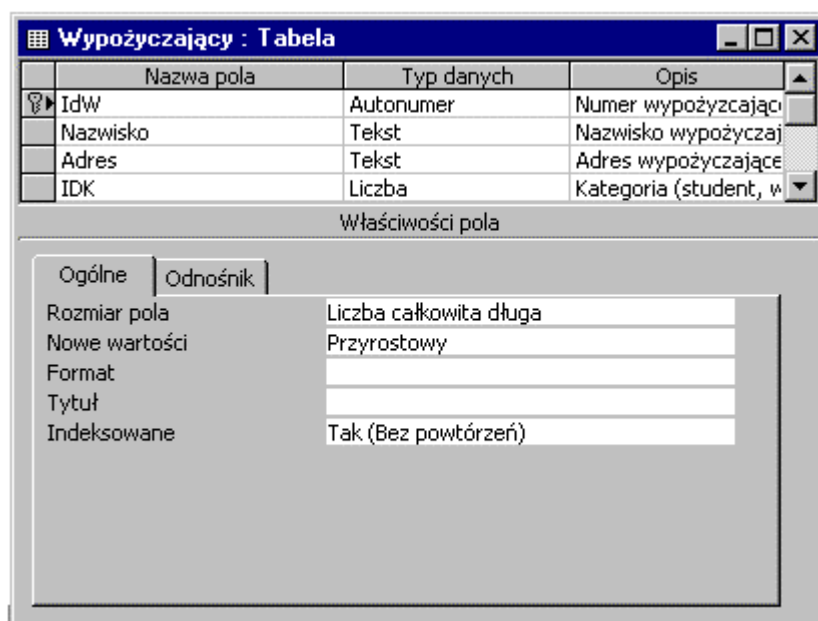 Wypożyczający : Tabela
Nazwa pola Typ danych Opis
IdW Autonumer Numer wypożyzcając
Nazwisko Tekst Nazwisko wypożyczaj
Adres Tekst Adres wypożyczające
IDK Liczba Kategoria (student, w
Właściwości pola
Ogólne Odnośnik
Rozmiar pola Liczba całkowita długa
Nowe wartości Przyrostowy
Format
Tytuł
Indeksowane Tak (Bez powtórzeń)